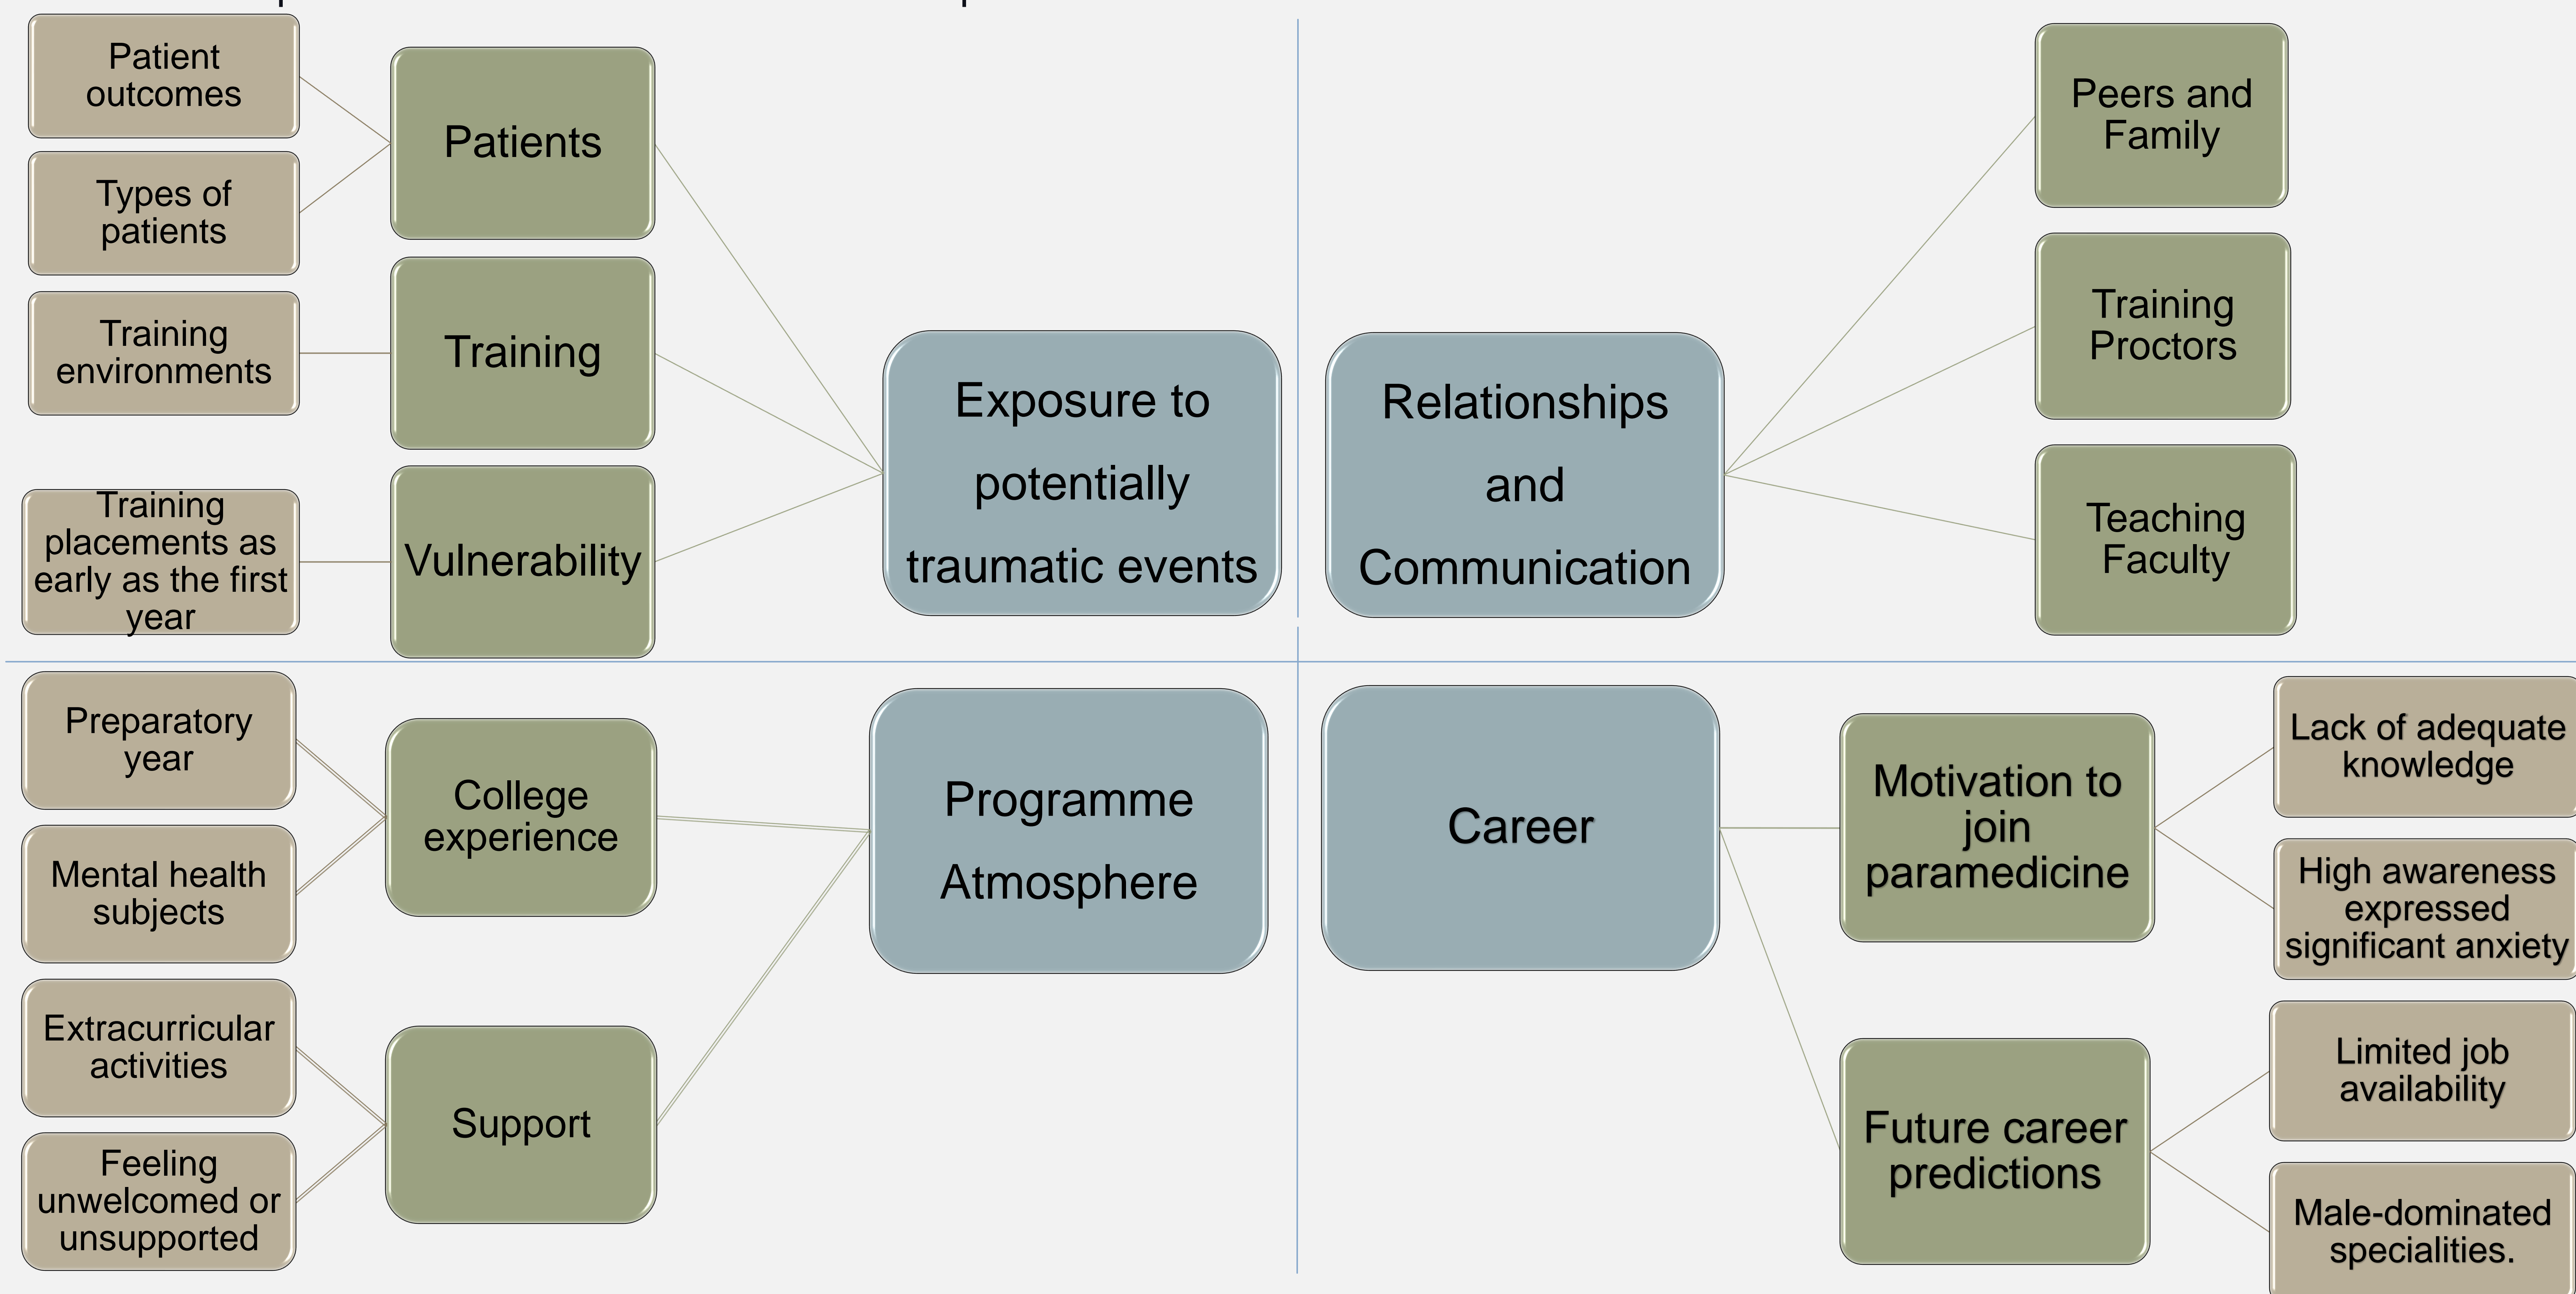 Patient
outcomes
Types of
patients
Training
environments
Training
placements as
early as the first
year
Patients
Training
Vulnerability
Exposure to
potentially
traumatic events
Relationships
and
Communication
Peers and
Family
Training
Proctors
Teaching
Faculty
Preparatory
year
Mental health
subjects
Extracurricular
activities
Feeling
unwelcomed or
unsupported
College
experience
Support
Programme
Atmosphere
Career
Motivation to
join
paramedicine
Future career
predictions
Lack of adequate
knowledge
High awareness
expressed
significant anxiety
Limited job
availability
Male-dominated
specialities.